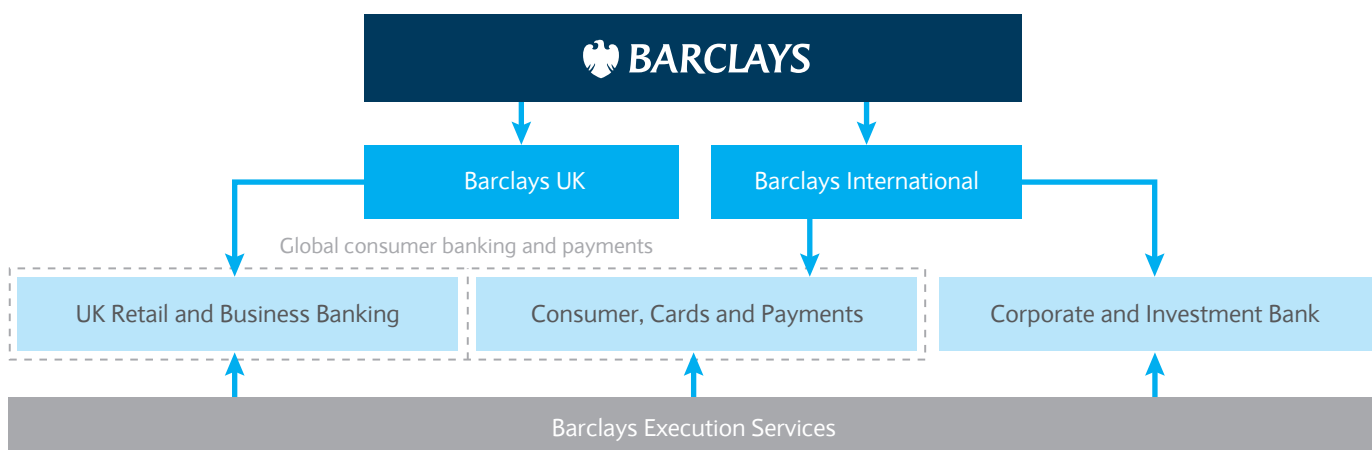 BARCLAYS
Barclays UK
Barclays International
Global consumer banking and payments
UK Retail and Business Banking
Consumer, Cards and Payments
Corporate and Investment Bank
Barclays Execution Services